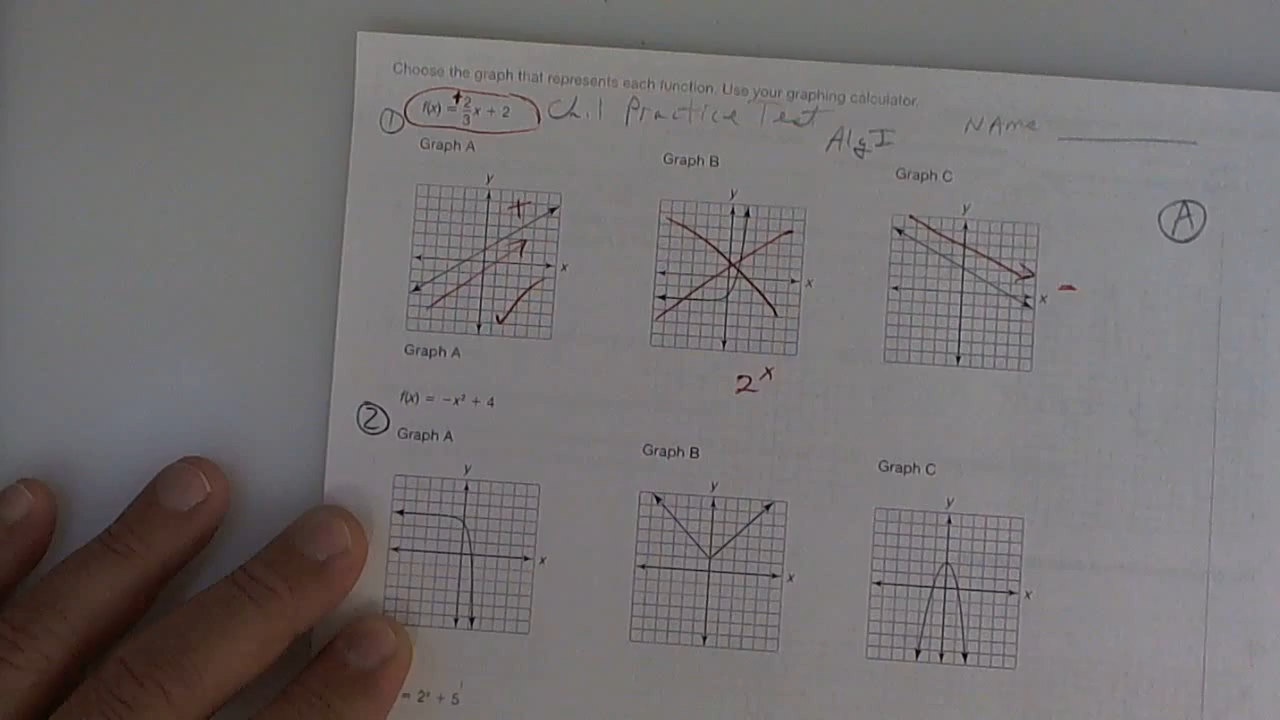 Choose the graph that represents each function. Use your graphing calculator.
① f(x) = +2/3x + 2 Ch.1 Practice Test NAme
Alg I
Graph A Graph B Graph C
A
y y y
+
x x x
-
Graph A
2^x
f(x) = -x² + 4
② Graph A Graph B Graph C
y y y
x x x
= 2^x + 5